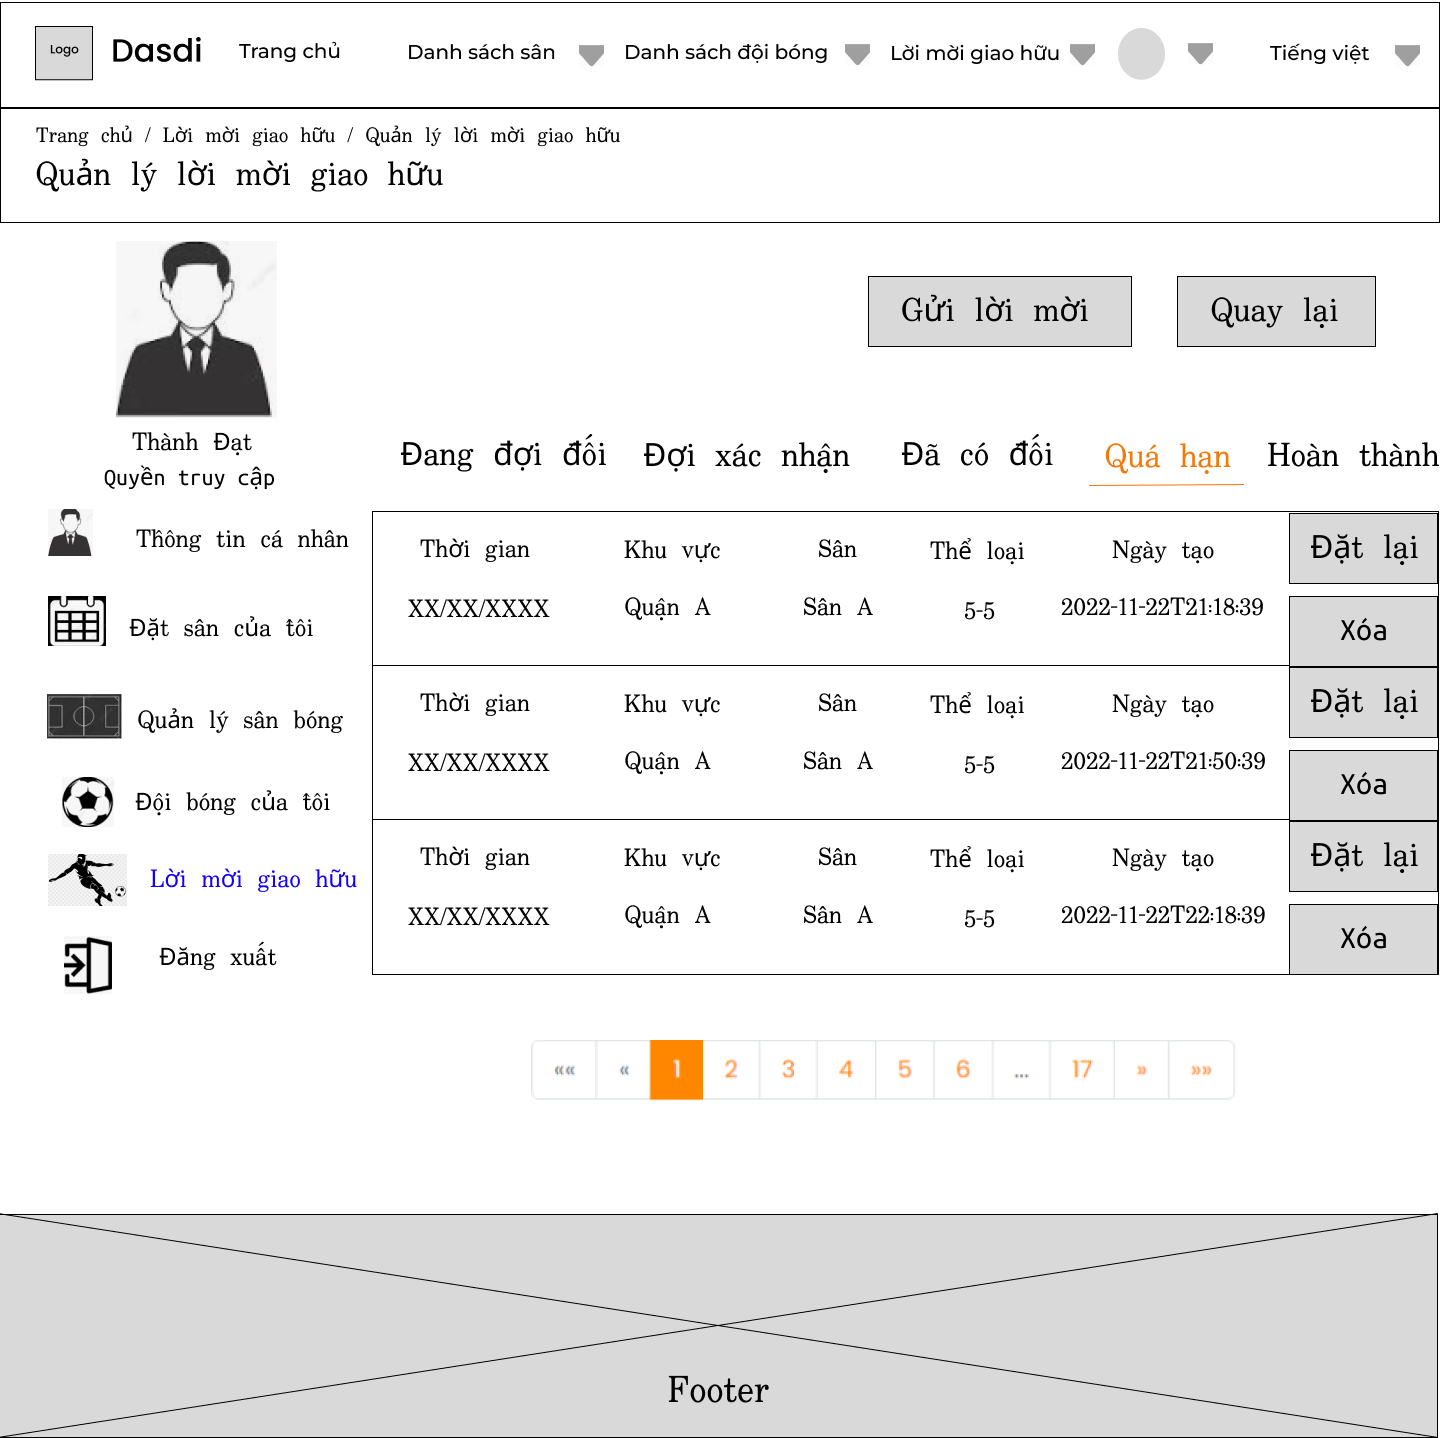 Logo Dasdi Trang chủ Danh sách sân Danh sách đội bóng Lời mời giao hữu Tiếng việt
Trang chủ / Lời mời giao hữu / Quản lý lời mời giao hữu
Quản lý lời mời giao hữu
Gửi lời mời Quay lại
Thành Đạt
Quyền truy cập
Thông tin cá nhân
Đặt sân của tôi
Quản lý sân bóng
Đội bóng của tôi
Lời mời giao hữu
Đăng xuất
Đang đợi đối Đợi xác nhận Đã có đối Quá hạn Hoàn thành
Thời gian Khu vực Sân Thể loại Ngày tạo Đặt lại
XX/XX/XXXX Quận A Sân A 5-5 2022-11-22T21:18:39 Xóa
Thời gian Khu vực Sân Thể loại Ngày tạo Đặt lại
XX/XX/XXXX Quận A Sân A 5-5 2022-11-22T21:50:39 Xóa
Thời gian Khu vực Sân Thể loại Ngày tạo Đặt lại
XX/XX/XXXX Quận A Sân A 5-5 2022-11-22T22:18:39 Xóa
«« « 1 2 3 4 5 6 ... 17 » »»
Footer